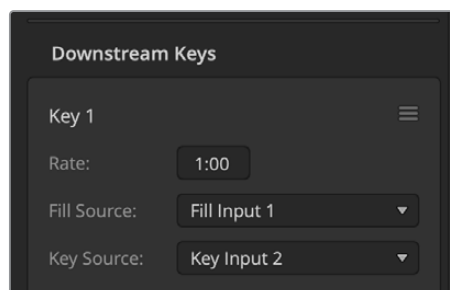 Downstream Keys
Key 1
Rate: 1:00
Fill Source: Fill Input 1
Key Source: Key Input 2